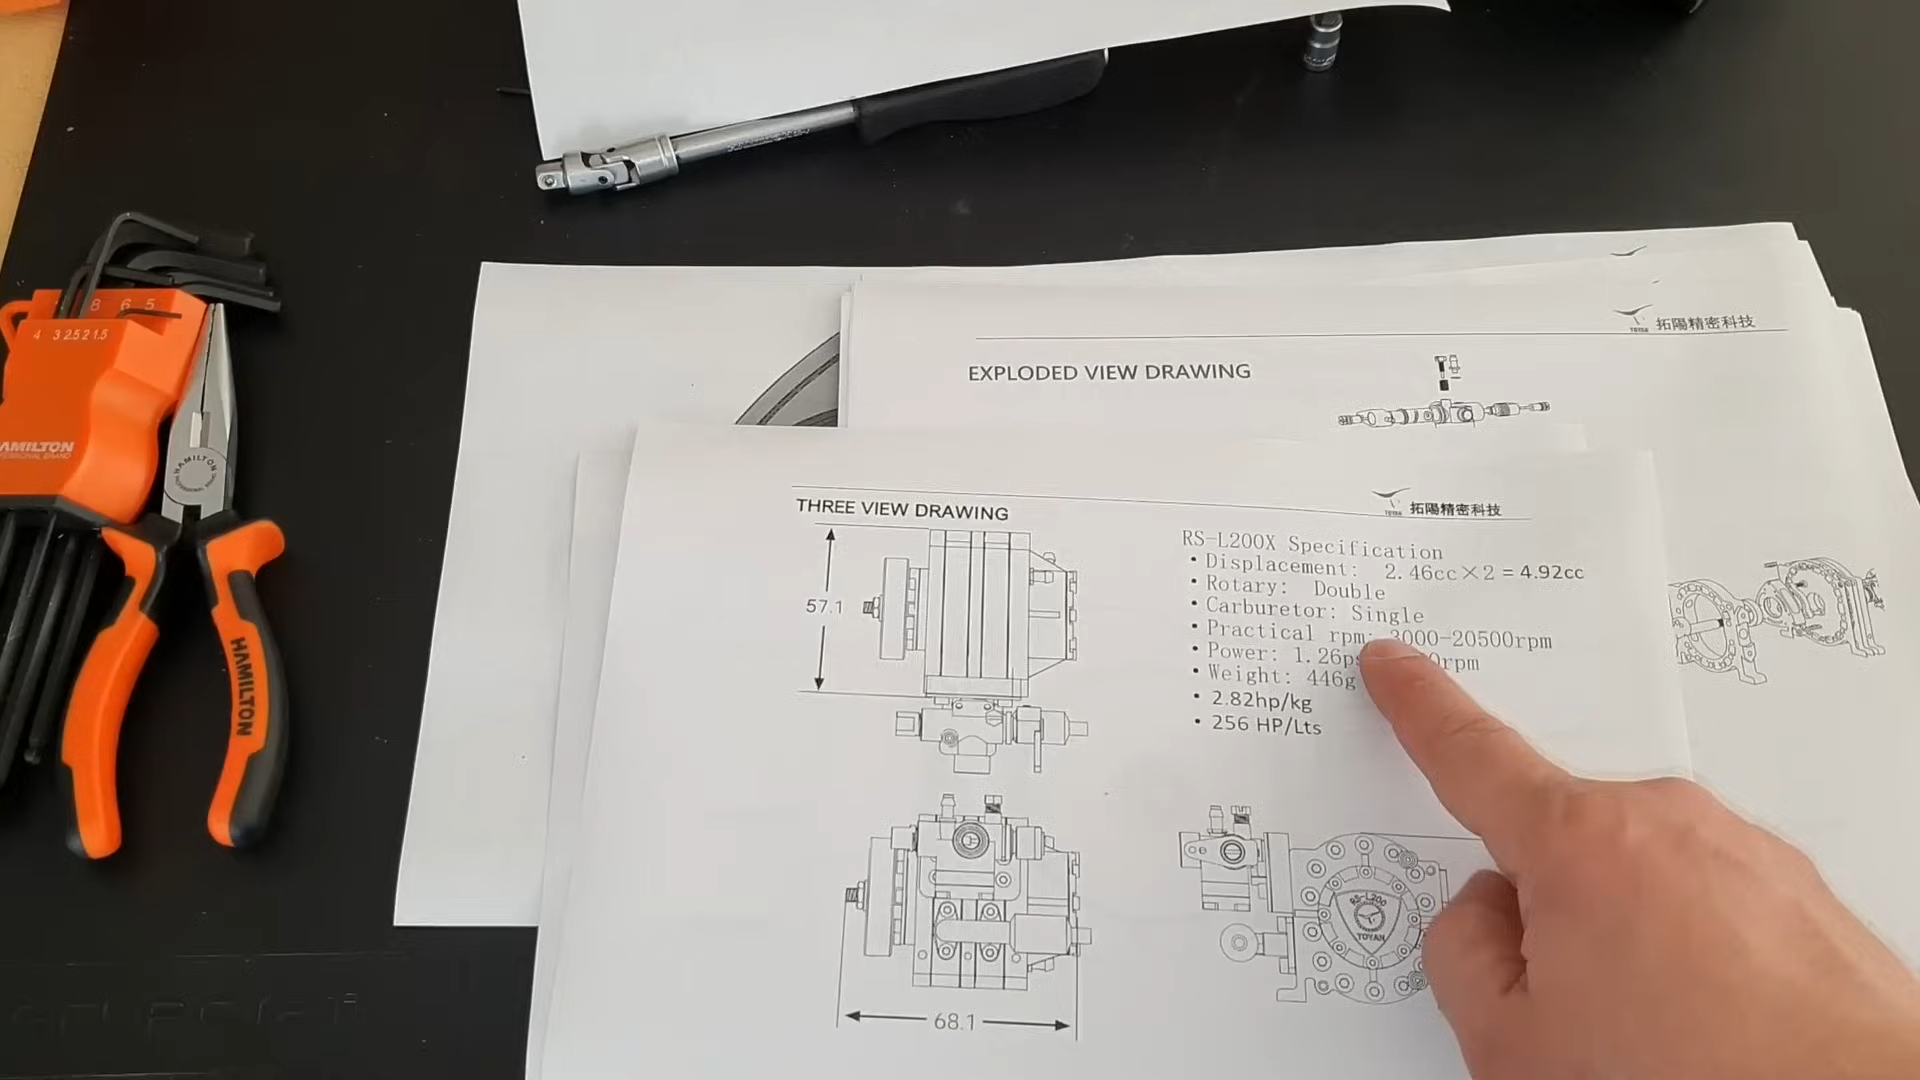 8 6 5
4 3 2.5 2 1.5
HAMILTON
HAMILTON
HAMILTON
TOYAN 拓陽精密科技
EXPLODED VIEW DRAWING
THREE VIEW DRAWING
TOYAN 拓陽精密科技
57.1
RS-L200X Specification
• Displacement: 2.46cc×2 = 4.92cc
• Rotary: Double
• Carburetor: Single
• Practical rpm: 3000-20500rpm
• Power: 1.26ps 0rpm
• Weight: 446g
• 2.82hp/kg
• 256 HP/Lts
RS-L200
TOYAN
68.1